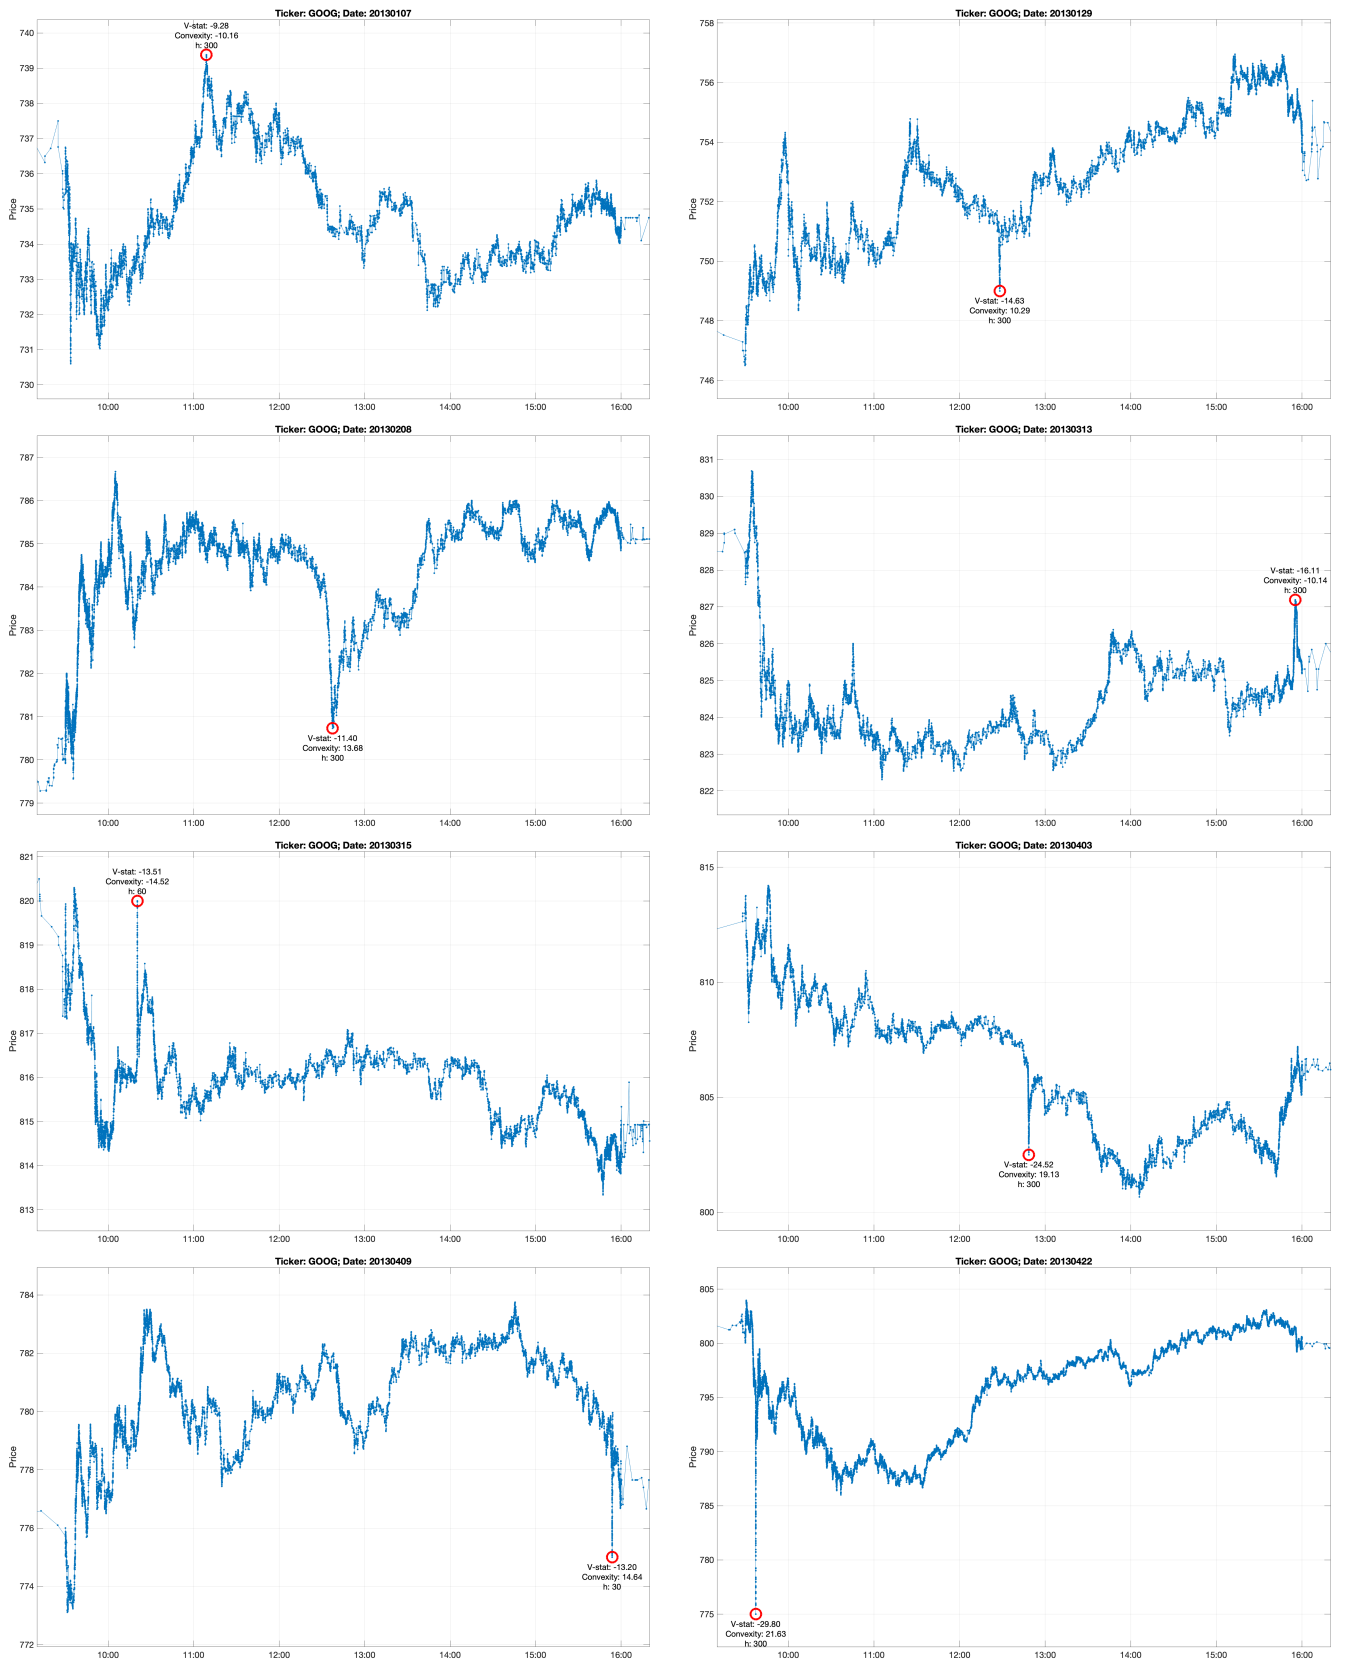 Ticker: GOOG; Date: 20130107
V-stat: -9.28
Convexity: -10.16
h: 300
740
739
738
737
736
735
734
733
732
731
730
Price
10:00 11:00 12:00 13:00 14:00 15:00 16:00
Ticker: GOOG; Date: 20130129
758
756
754
752
750
748
746
Price
V-stat: -14.63
Convexity: 10.29
h: 300
10:00 11:00 12:00 13:00 14:00 15:00 16:00
Ticker: GOOG; Date: 20130208
787
786
785
784
783
782
781
780
779
Price
V-stat: -11.40
Convexity: 13.68
h: 300
10:00 11:00 12:00 13:00 14:00 15:00 16:00
Ticker: GOOG; Date: 20130313
831
830
829
828
827
826
825
824
823
822
Price
V-stat: -16.11
Convexity: -10.14
h: 300
10:00 11:00 12:00 13:00 14:00 15:00 16:00
Ticker: GOOG; Date: 20130315
821
820
819
818
817
816
815
814
813
Price
V-stat: -13.51
Convexity: -14.52
h: 60
10:00 11:00 12:00 13:00 14:00 15:00 16:00
Ticker: GOOG; Date: 20130403
815
810
805
800
Price
V-stat: -24.52
Convexity: 19.13
h: 300
10:00 11:00 12:00 13:00 14:00 15:00 16:00
Ticker: GOOG; Date: 20130409
784
782
780
778
776
774
772
Price
V-stat: -13.20
Convexity: 14.64
h: 30
10:00 11:00 12:00 13:00 14:00 15:00 16:00
Ticker: GOOG; Date: 20130422
805
800
795
790
785
780
775
Price
V-stat: -29.80
Convexity: 21.63
h: 300
10:00 11:00 12:00 13:00 14:00 15:00 16:00